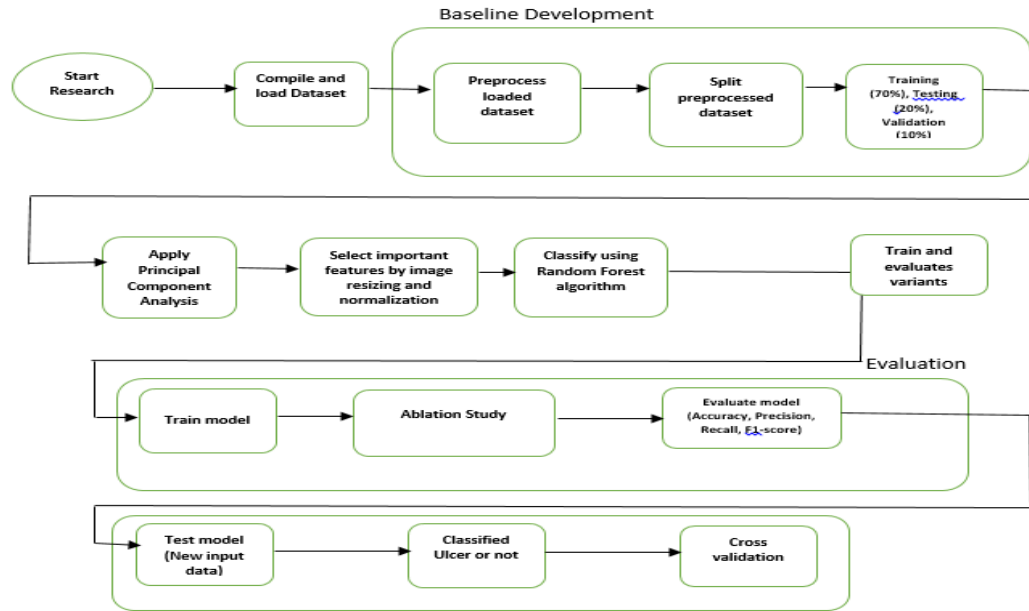 Baseline Development
Start
Research
Compile and
load Dataset
Preprocess
loaded
dataset
Split
preprocessed
dataset
Training
(70%), Testing
(20%),
Validation
(10%)
Apply
Principal
Component
Analysis
Select important
features by image
resizing and
normalization
Classify using
Random Forest
algorithm
Train and
evaluates
variants
Evaluation
Train model
Ablation Study
Evaluate model
(Accuracy, Precision,
Recall, F1-score)
Test model
(New input
data)
Classified
Ulcer or not
Cross
validation